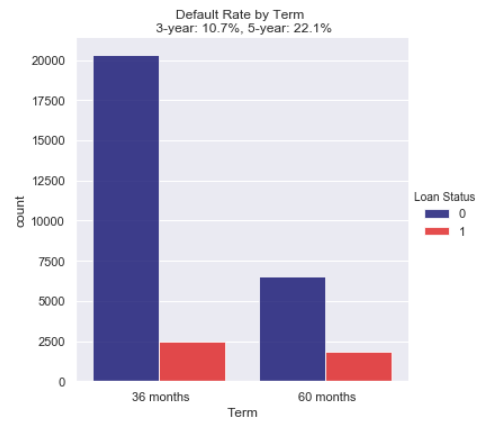 Default Rate by Term
3-year: 10.7%, 5-year: 22.1%
20000
17500
15000
12500
10000
7500
5000
2500
0
count
36 months
60 months
Term
Loan Status
0
1